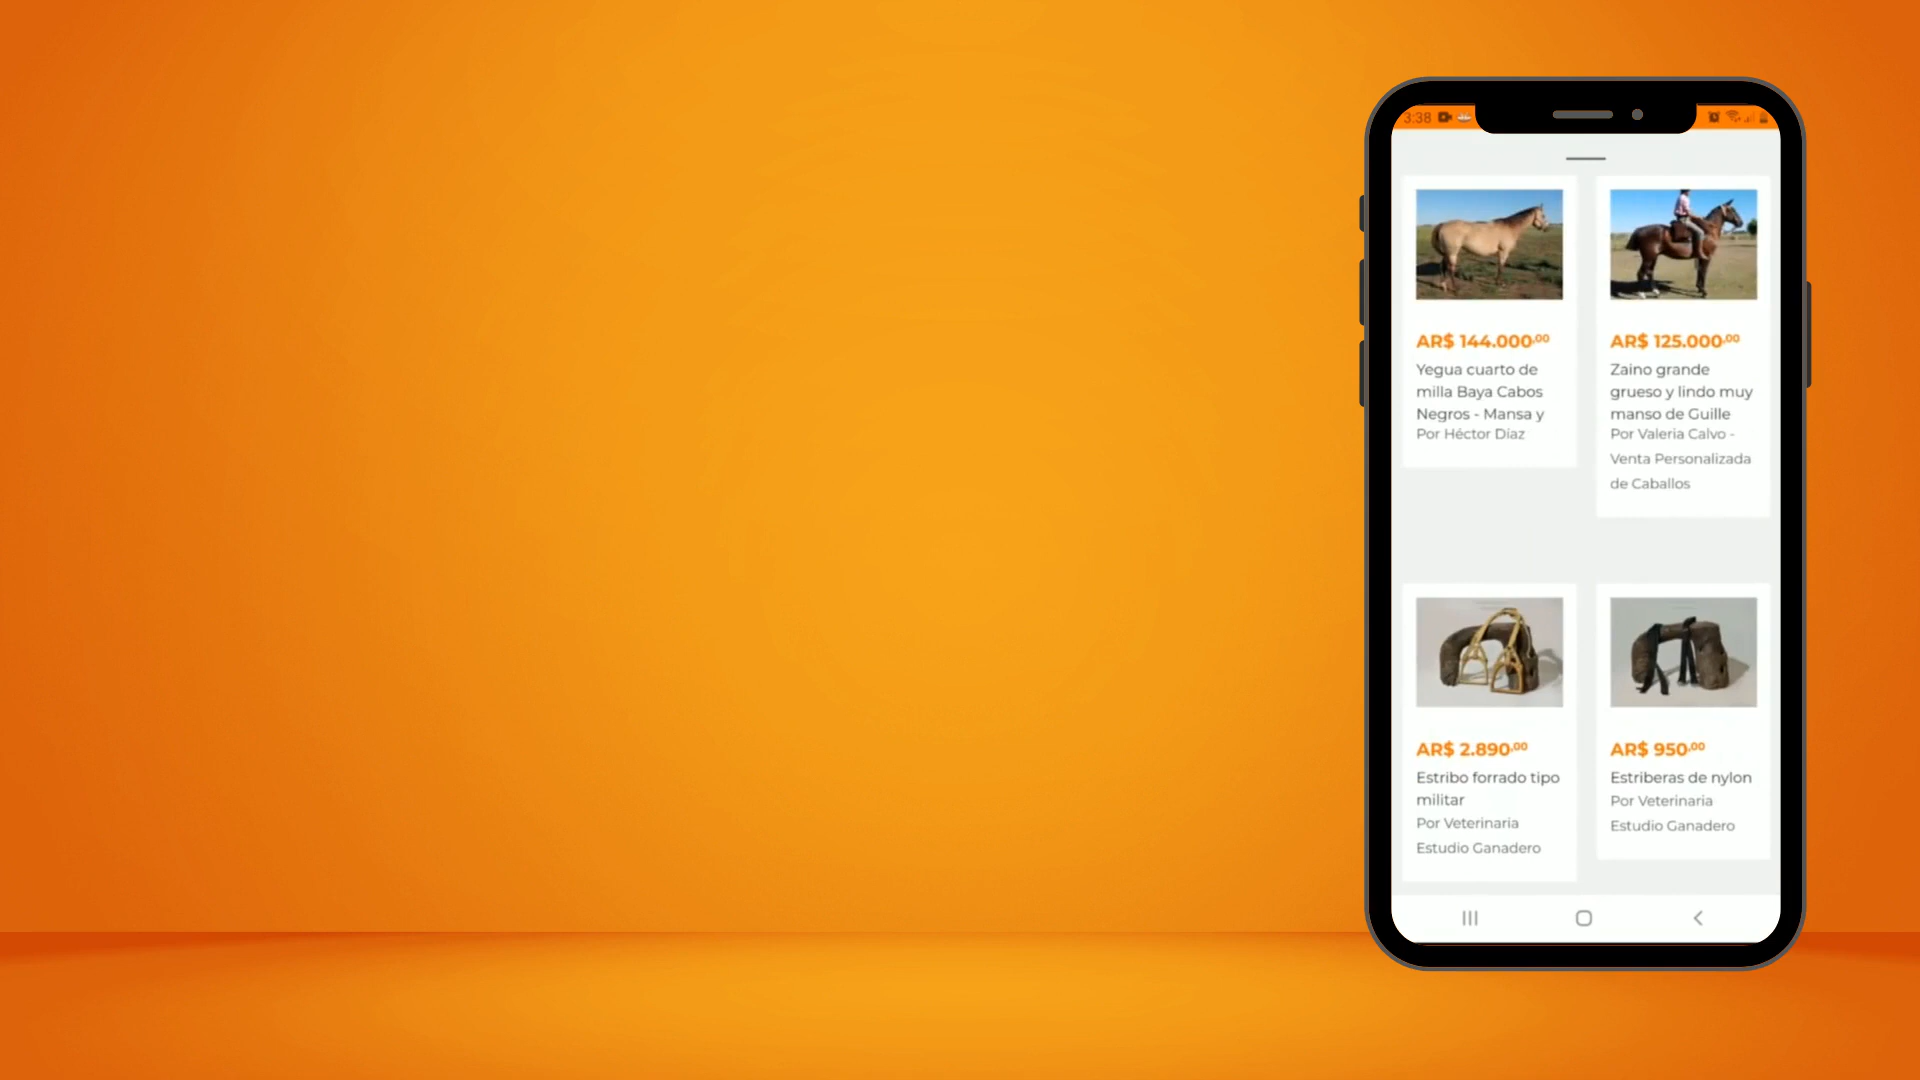 3:38
AR$ 144.000,00
Yegua cuarto de
milla Baya Cabos
Negros - Mansa y
Por Héctor Díaz
AR$ 125.000,00
Zaino grande
grueso y lindo muy
manso de Guille
Por Valeria Calvo -
Venta Personalizada
de Caballos
AR$ 2.890,00
Estribo forrado tipo
militar
Por Veterinaria
Estudio Ganadero
AR$ 950,00
Estriberas de nylon
Por Veterinaria
Estudio Ganadero